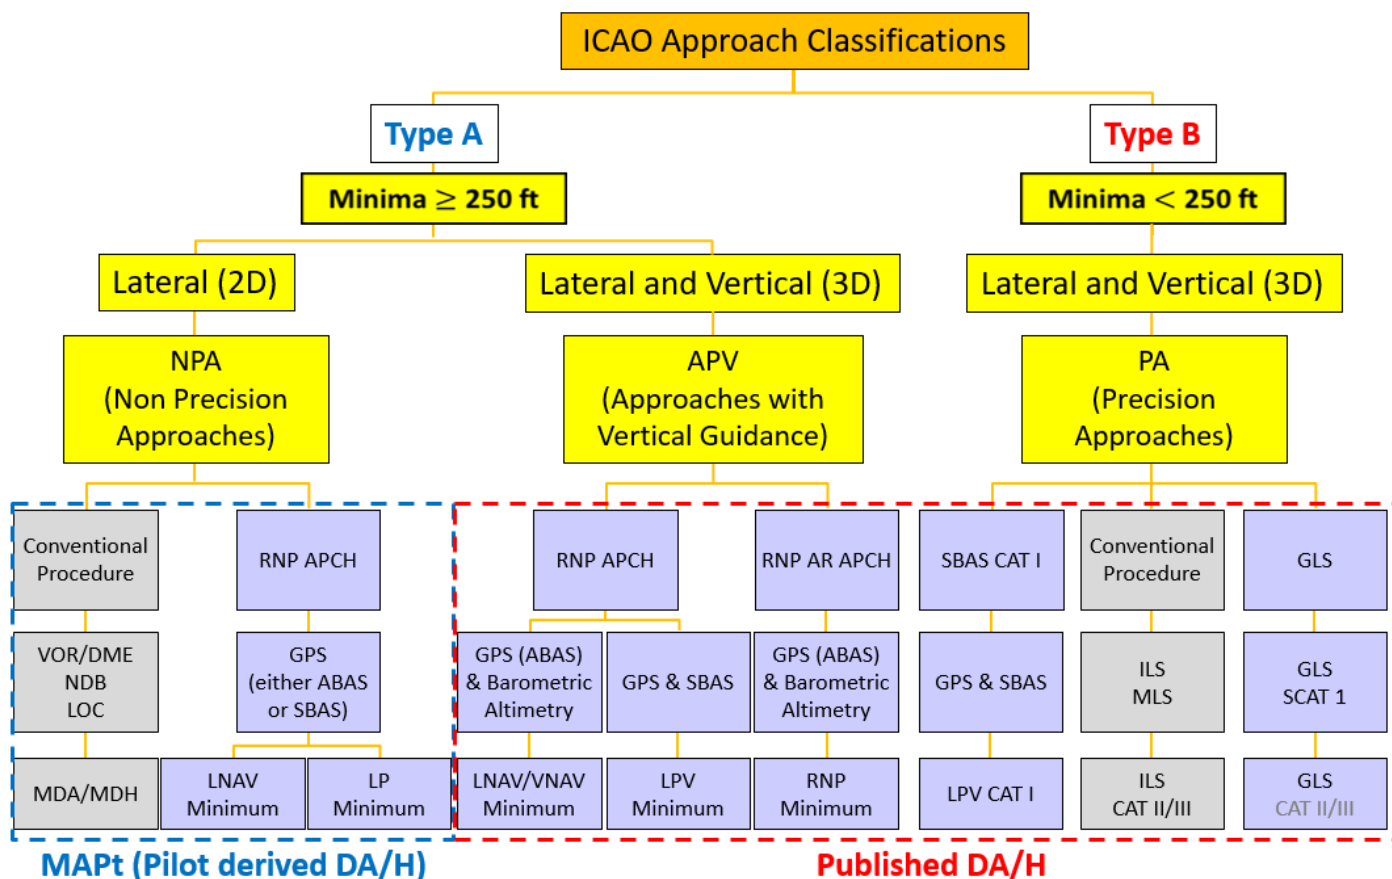 ICAO Approach Classifications
Type A
Type B
Minima ≥ 250 ft
Minima < 250 ft
Lateral (2D)
Lateral and Vertical (3D)
Lateral and Vertical (3D)
NPA
(Non Precision
Approaches)
APV
(Approaches with
Vertical Guidance)
PA
(Precision
Approaches)
Conventional
Procedure
RNP APCH
RNP APCH
RNP AR APCH
SBAS CAT I
Conventional
Procedure
GLS
VOR/DME
NDB
LOC
GPS
(either ABAS
or SBAS)
GPS (ABAS)
& Barometric
Altimetry
GPS & SBAS
GPS (ABAS)
& Barometric
Altimetry
GPS & SBAS
ILS
MLS
GLS
SCAT 1
MDA/MDH
LNAV
Minimum
LP
Minimum
LNAV/VNAV
Minimum
LPV
Minimum
RNP
Minimum
LPV CAT I
ILS
CAT II/III
GLS
CAT II/III
MAPt (Pilot derived DA/H)
Published DA/H